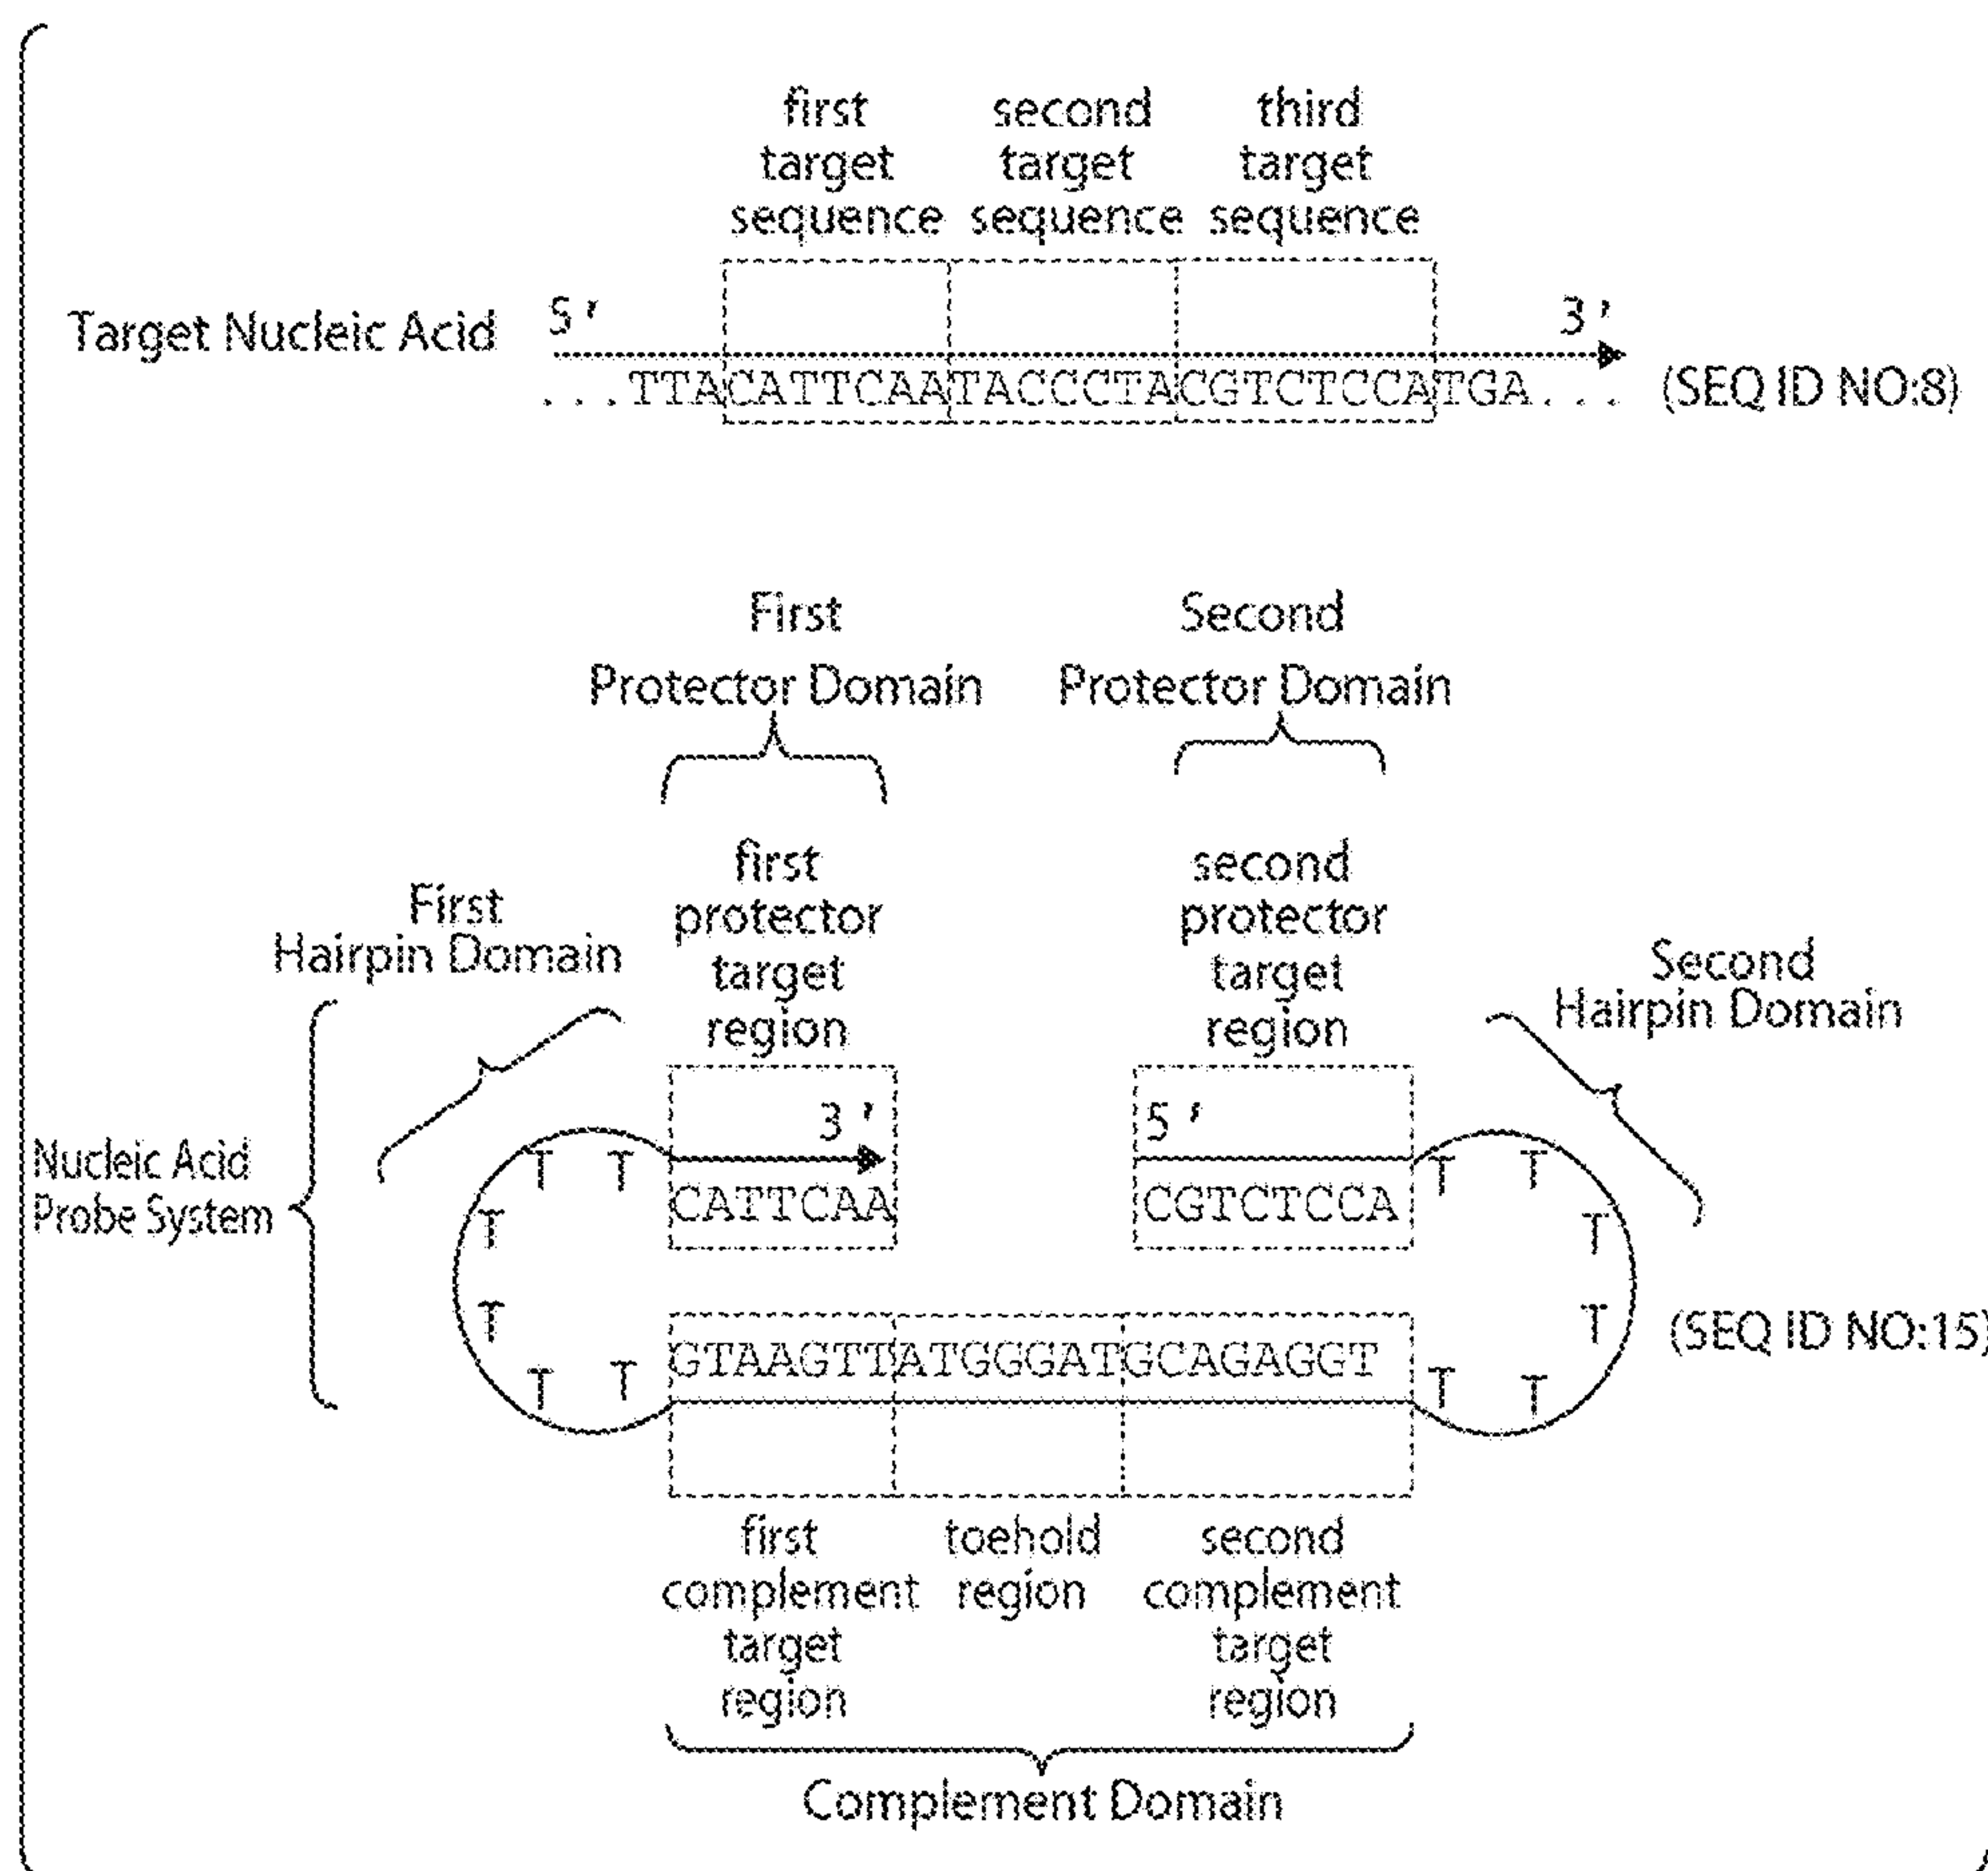 first
target
sequence
second
target
sequence
third
target
sequence
Target Nucleic Acid
5'
3'
...TTACATTCAATACCCTACGTCTCCATGA...
(SEQ ID NO:8)
First
Protector Domain
Second
Protector Domain
First
Hairpin Domain
first
protector
target
region
second
protector
target
region
Second
Hairpin Domain
Nucleic Acid
Probe System
3'
5'
T T
CATTCAA
CGTCTCCA
T T
T
T
T
T
(SEQ ID NO:15)
T T
GTAAGTTATGGGATGCAGAGGT
T T
first
complement
target
region
toehold
region
second
complement
target
region
Complement Domain